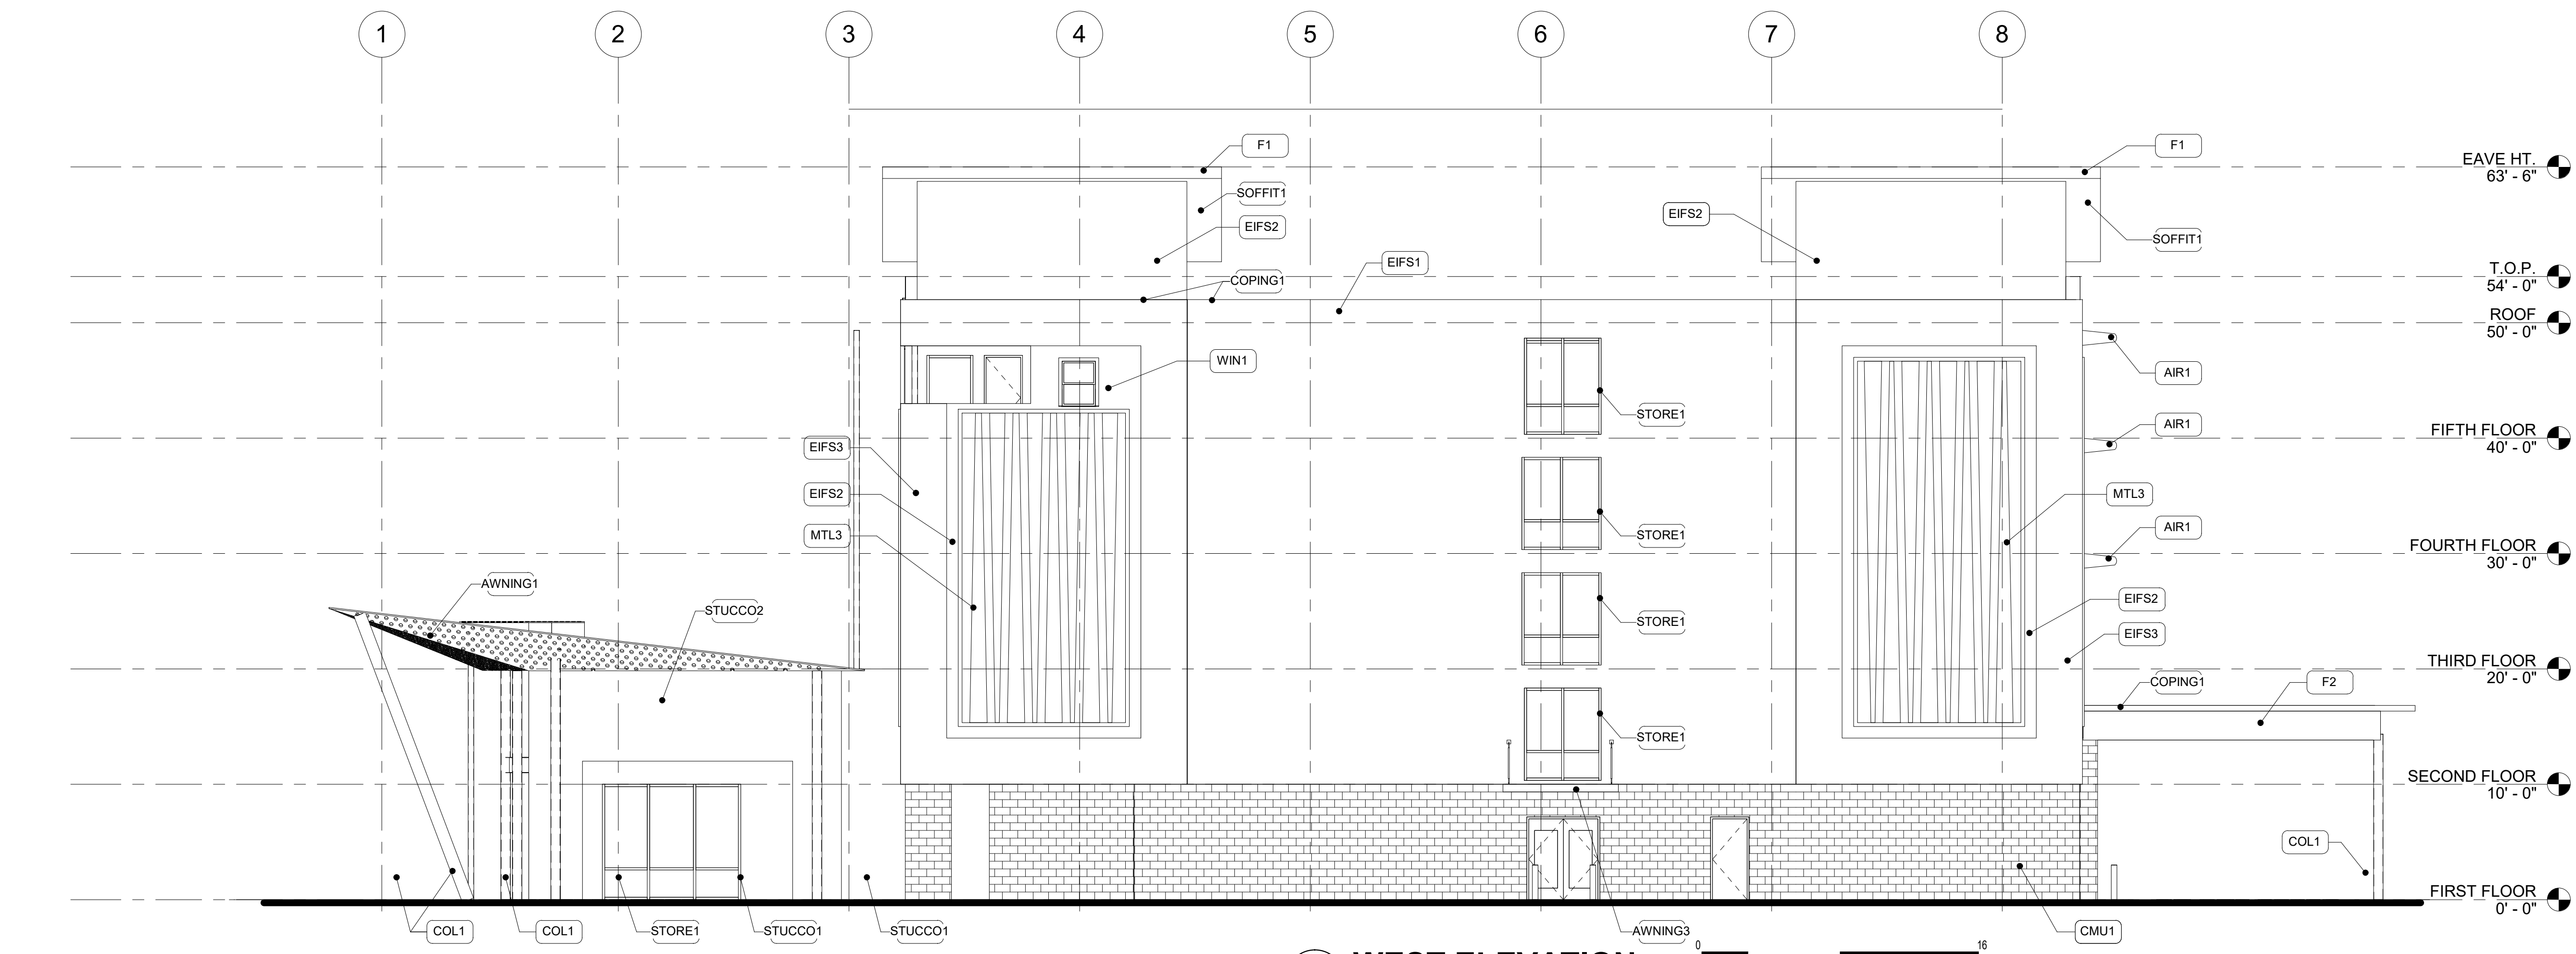 1 2 3 4 5 6 7 8
F1
F1
EAVE HT.
63' - 6"
SOFFIT1
EIFS2
EIFS2
SOFFIT1
EIFS1
COPING1
T.O.P.
54' - 0"
ROOF
50' - 0"
WIN1
AIR1
STORE1
AIR1
FIFTH FLOOR
40' - 0"
EIFS3
EIFS2
MTL3
MTL3
STORE1
AIR1
FOURTH FLOOR
30' - 0"
AWNING1
STUCCO2
STORE1
EIFS2
EIFS3
THIRD FLOOR
20' - 0"
COPING1
F2
STORE1
SECOND FLOOR
10' - 0"
COL1
FIRST FLOOR
0' - 0"
COL1
COL1
STORE1
STUCCO1
STUCCO1
AWNING3
CMU1
WEST ELEVATION
0 16